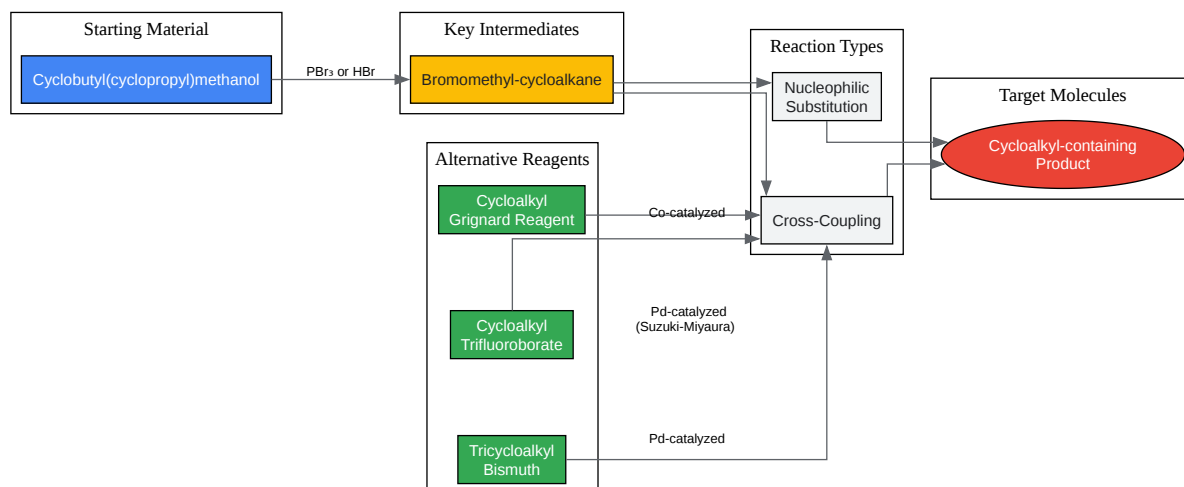 Starting Material
Cyclobutyl(cyclopropyl)methanol
PBr₃ or HBr
Key Intermediates
Bromomethyl-cycloalkane
Reaction Types
Nucleophilic
Substitution
Cross-Coupling
Target Molecules
Cycloalkyl-containing
Product
Alternative Reagents
Cycloalkyl
Grignard Reagent
Co-catalyzed
Cycloalkyl
Trifluoroborate
Pd-catalyzed
(Suzuki-Miyaura)
Tricycloalkyl
Bismuth
Pd-catalyzed